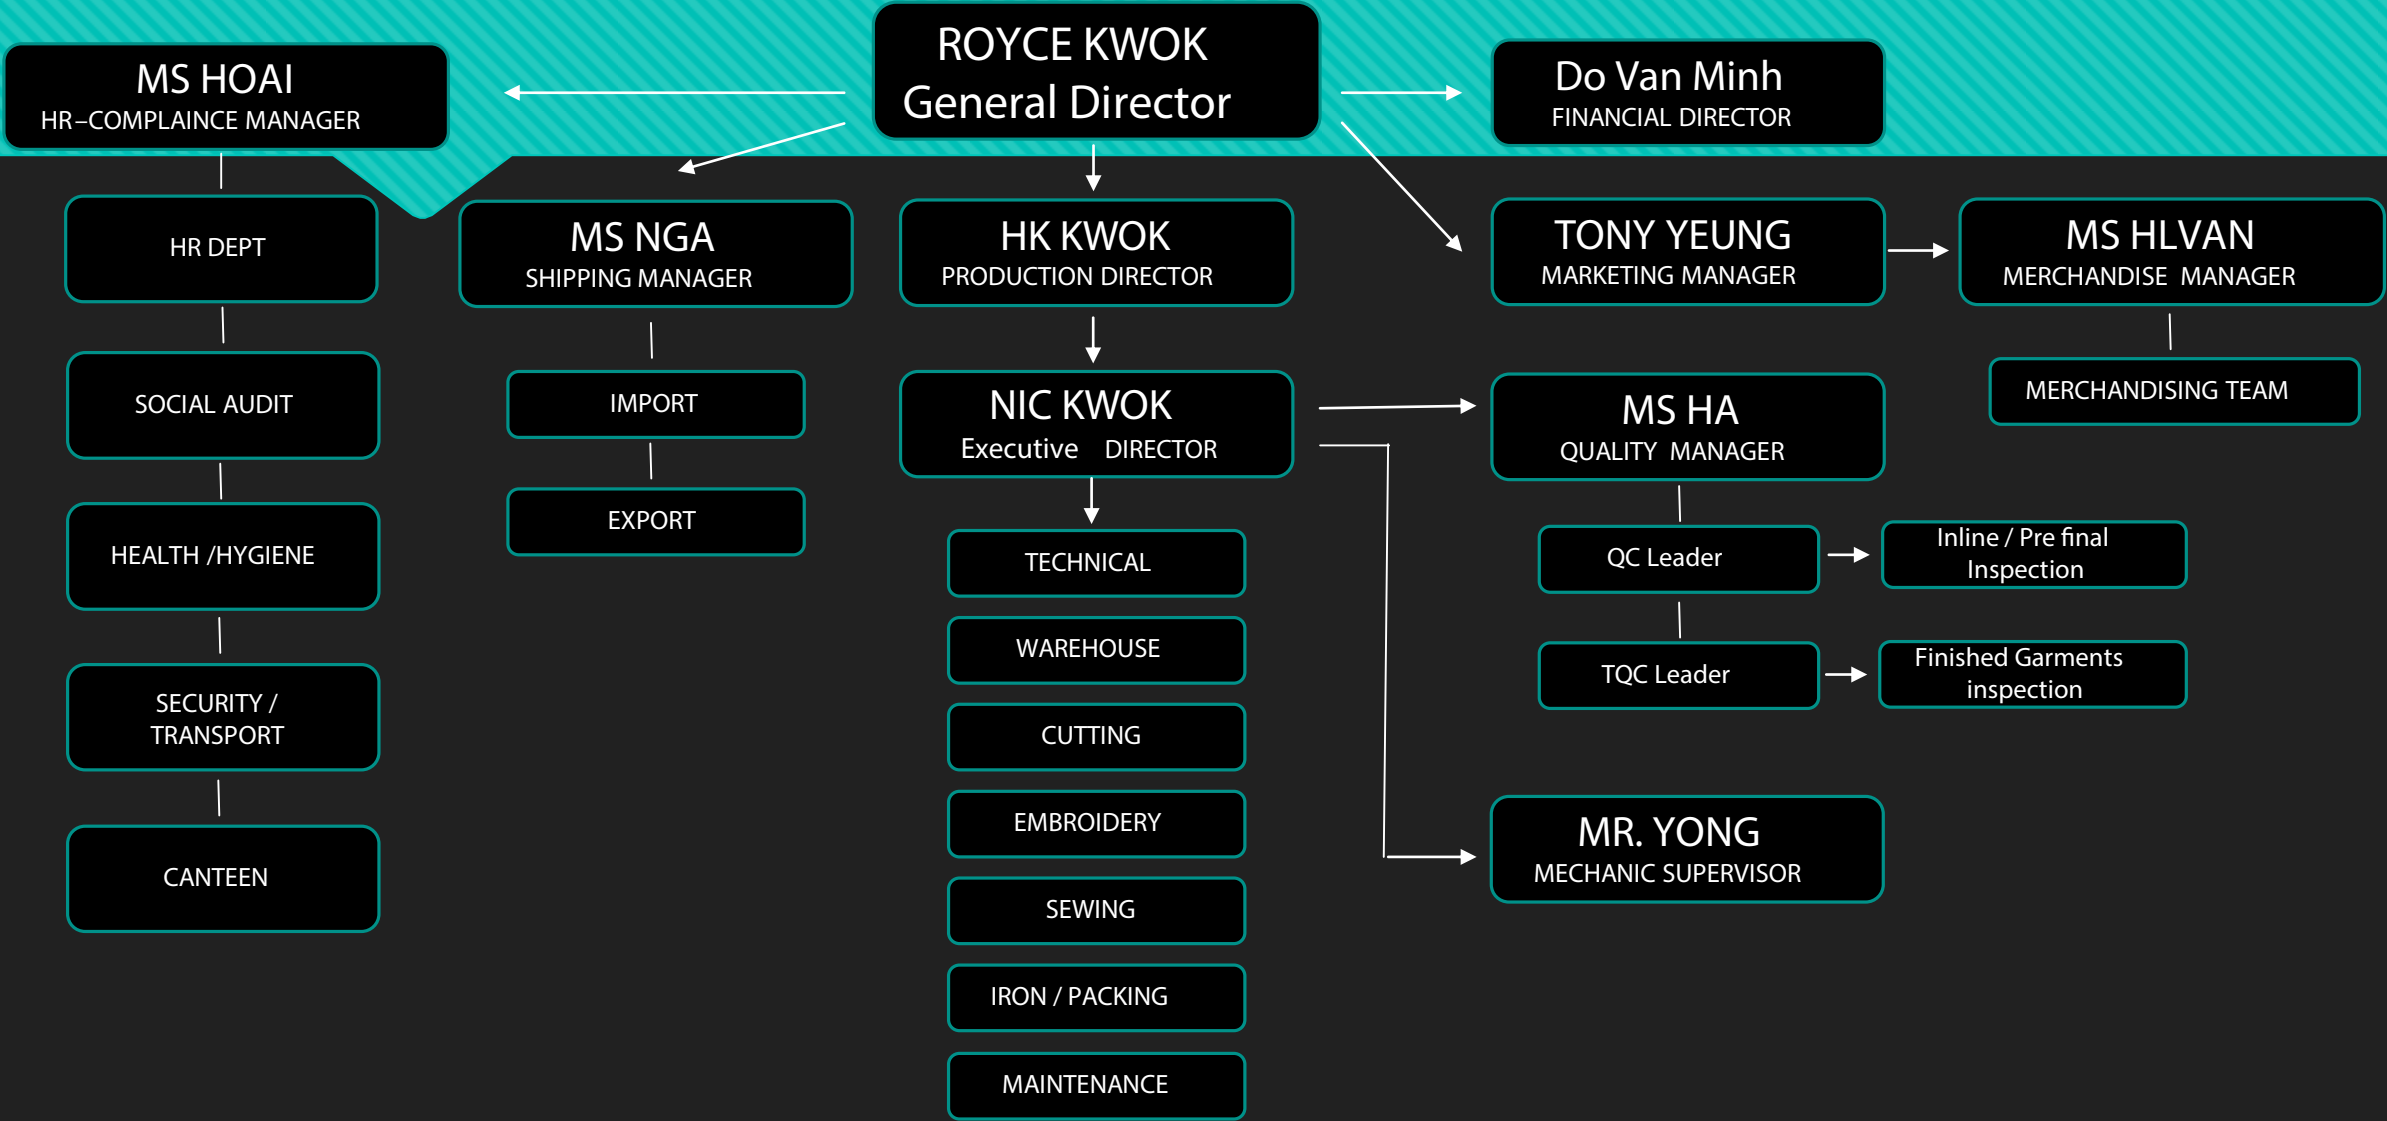 ROYCE KWOK
General Director
MS HOAI
HR-COMPLAINCE MANAGER
Do Van Minh
FINANCIAL DIRECTOR
HR DEPT
SOCIAL AUDIT
HEALTH /HYGIENE
SECURITY /
TRANSPORT
CANTEEN
MS NGA
SHIPPING MANAGER
IMPORT
EXPORT
HK KWOK
PRODUCTION DIRECTOR
NIC KWOK
Executive DIRECTOR
TECHNICAL
WAREHOUSE
CUTTING
EMBROIDERY
SEWING
IRON / PACKING
MAINTENANCE
TONY YEUNG
MARKETING MANAGER
MS HLVAN
MERCHANDISE MANAGER
MERCHANDISING TEAM
MS HA
QUALITY MANAGER
QC Leader
Inline / Pre final
Inspection
TQC Leader
Finished Garments
inspection
MR. YONG
MECHANIC SUPERVISOR